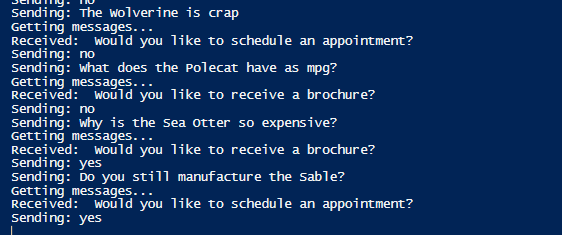 Sending: no
Sending: The Wolverine is crap
Getting messages...
Received:  Would you like to schedule an appointment?
Sending: no
Sending: What does the Polecat have as mpg?
Getting messages...
Received:  Would you like to receive a brochure?
Sending: no
Sending: Why is the Sea Otter so expensive?
Getting messages...
Received:  Would you like to receive a brochure?
Sending: yes
Sending: Do you still manufacture the Sable?
Getting messages...
Received:  Would you like to schedule an appointment?
Sending: yes